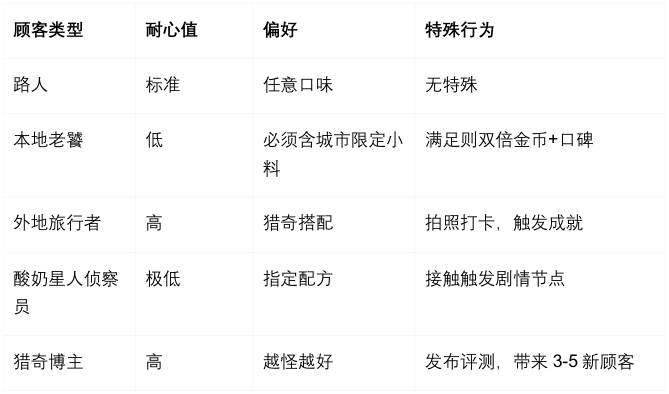 顾客类型 耐心值 偏好 特殊行为
路人 标准 任意口味 无特殊
本地老饕 低 必须含城市限定小 满足则双倍金币+口碑
料
外地旅行者 高 猎奇搭配 拍照打卡，触发成就
酸奶星人侦察 极低 指定配方 接触触发剧情节点
员
猎奇博主 高 越怪越好 发布评测，带来 3-5 新顾客